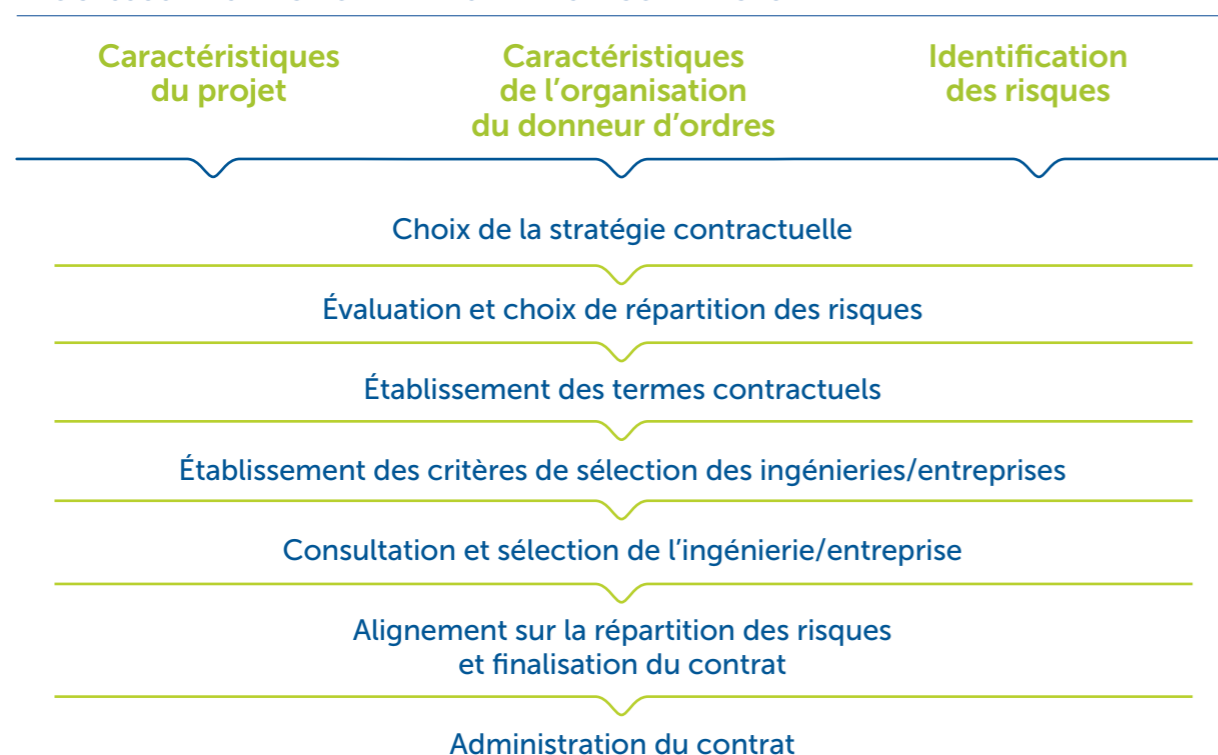 Caractéristiques
du projet
Caractéristiques
de l’organisation
du donneur d’ordres
Identification
des risques
Choix de la stratégie contractuelle
Évaluation et choix de répartition des risques
Établissement des termes contractuels
Établissement des critères de sélection des ingénieries/entreprises
Consultation et sélection de l’ingénierie/entreprise
Alignement sur la répartition des risques
et finalisation du contrat
Administration du contrat